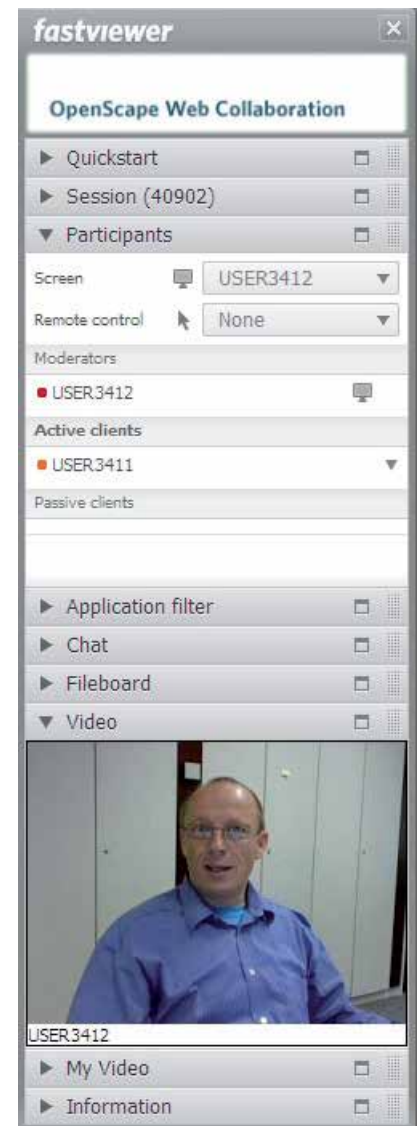 fastviewer
OpenScape Web Collaboration
Quickstart
Session (40902)
Participants
Screen USER3412
Remote control None
Moderators
USER3412
Active clients
USER3411
Passive clients
Application filter
Chat
Fileboard
Video
USER3412
My Video
Information